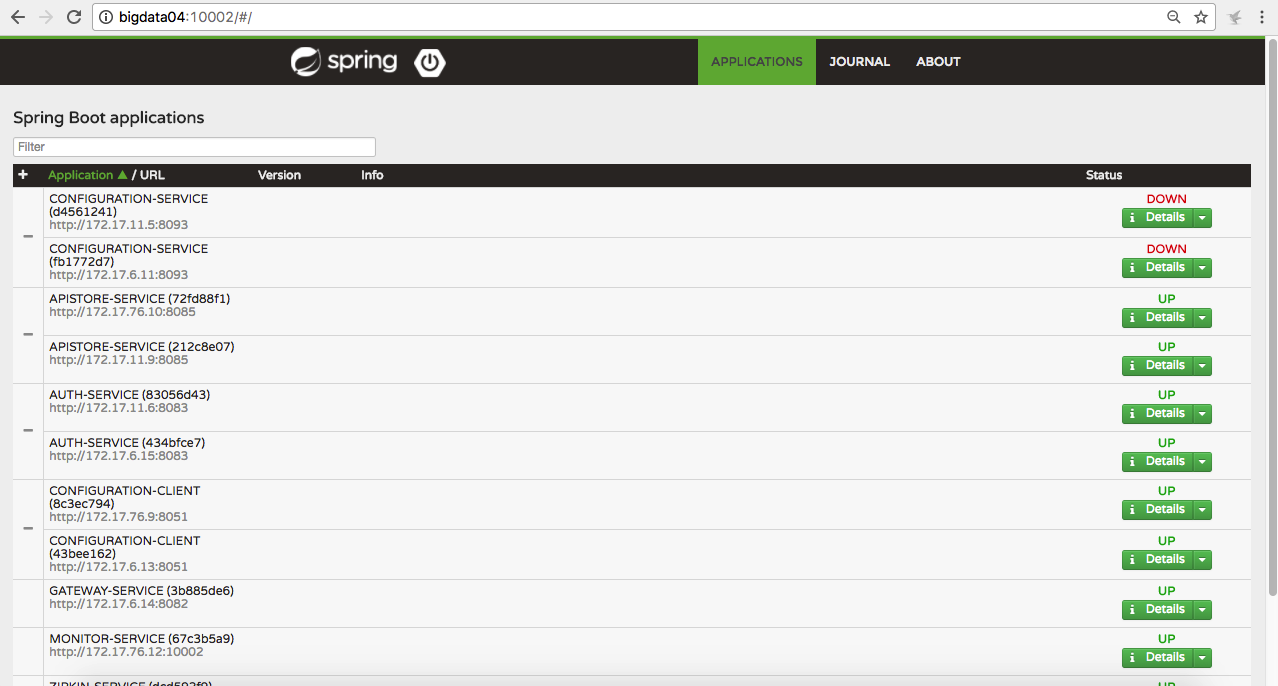 bigdata04:10002/#/
spring
APPLICATIONS
JOURNAL
ABOUT
Spring Boot applications
Filter
+ Application ▲ / URL Version Info Status
CONFIGURATION-SERVICE
(d4561241)
http://172.17.11.5:8093
DOWN
i Details
CONFIGURATION-SERVICE
(fb1772d7)
http://172.17.6.11:8093
DOWN
i Details
APISTORE-SERVICE (72fd88f1)
http://172.17.76.10:8085
UP
i Details
APISTORE-SERVICE (212c8e07)
http://172.17.11.9:8085
UP
i Details
AUTH-SERVICE (83056d43)
http://172.17.11.6:8083
UP
i Details
AUTH-SERVICE (434bfce7)
http://172.17.6.15:8083
UP
i Details
CONFIGURATION-CLIENT
(8c3ec794)
http://172.17.76.9:8051
UP
i Details
CONFIGURATION-CLIENT
(43bee162)
http://172.17.6.13:8051
UP
i Details
GATEWAY-SERVICE (3b885de6)
http://172.17.6.14:8082
UP
i Details
MONITOR-SERVICE (67c3b5a9)
http://172.17.76.12:10002
UP
i Details
ZIPKIN-SERVICE
UP